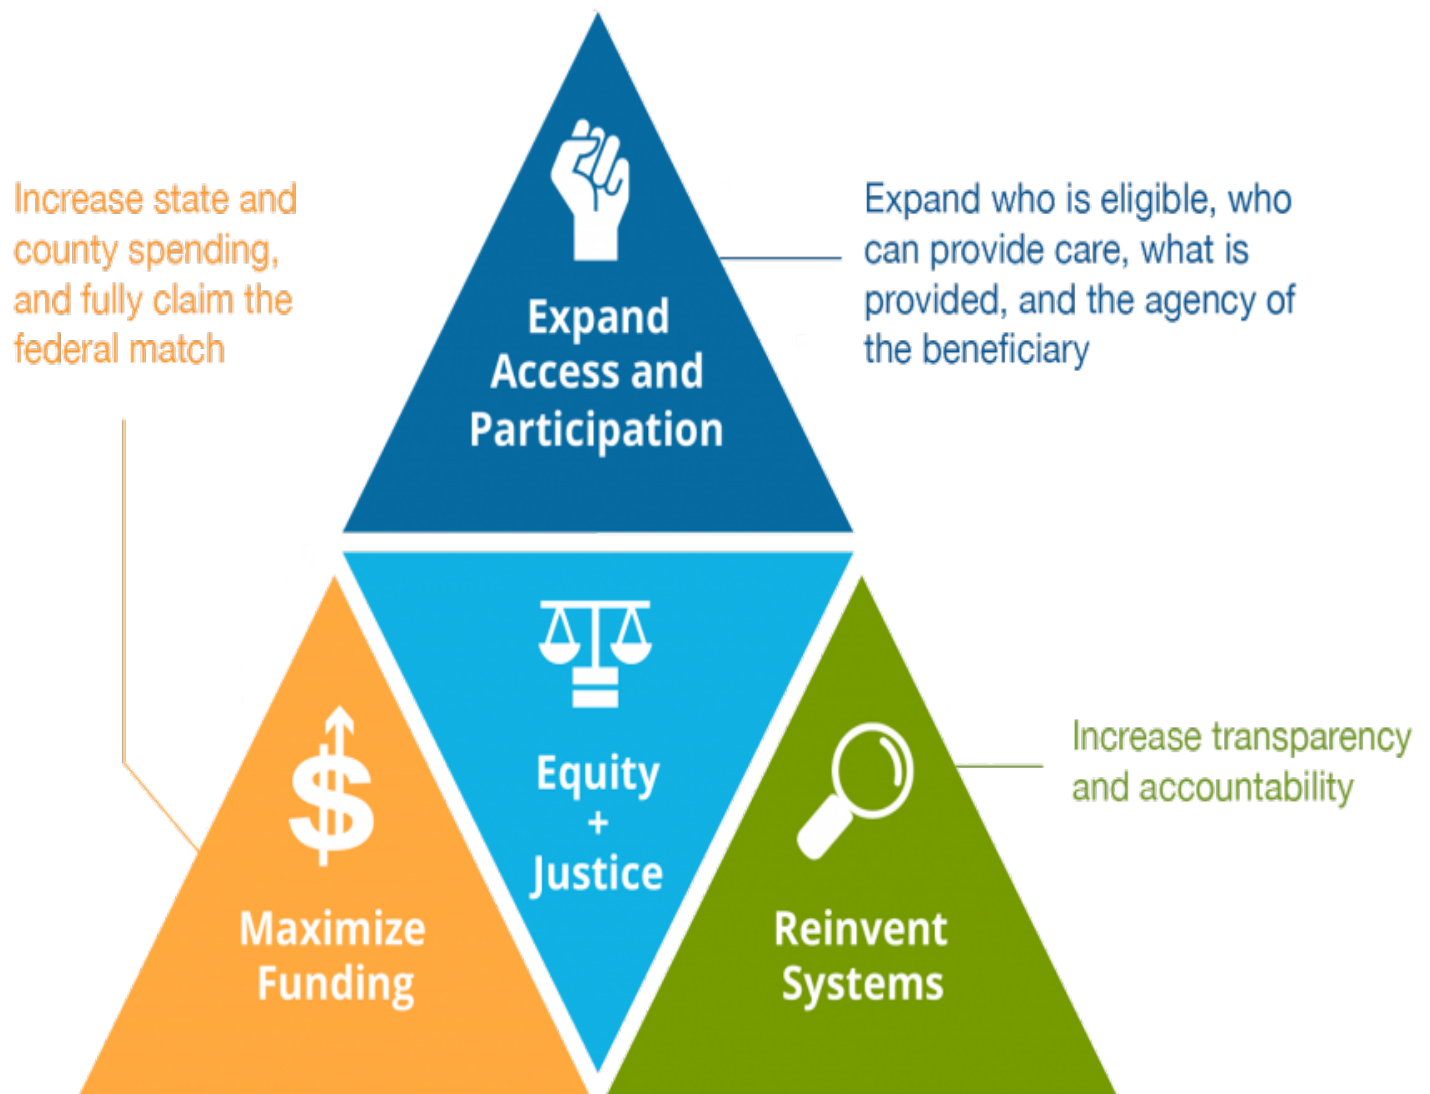 Increase state and
county spending,
and fully claim the
federal match
Expand
Access and
Participation
Expand who is eligible, who
can provide care, what is
provided, and the agency of
the beneficiary
$
Maximize
Funding
Equity
+
Justice
Reinvent
Systems
Increase transparency
and accountability